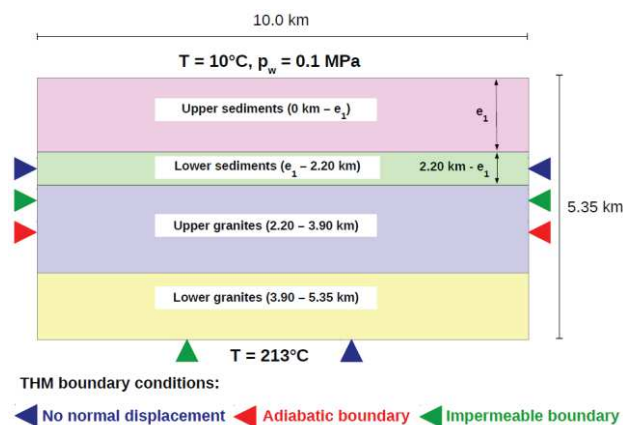 10.0 km
T = 10°C, pw = 0.1 MPa
Upper sediments (0 km – e1)
e1
Lower sediments (e1 – 2.20 km)
2.20 km - e1
5.35 km
Upper granites (2.20 – 3.90 km)
Lower granites (3.90 – 5.35 km)
T = 213°C
THM boundary conditions:
No normal displacement Adiabatic boundary Impermeable boundary